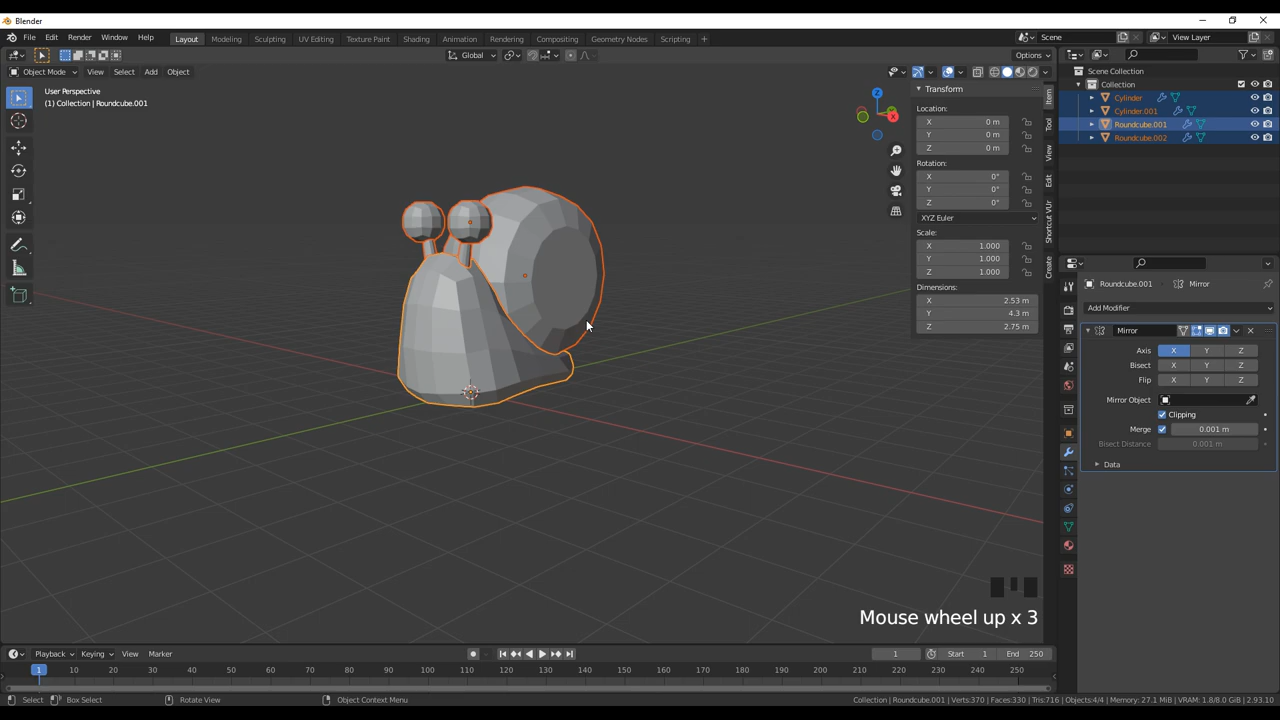 Blender
File Edit Render Window Help
Layout Modeling Sculpting UV Editing Texture Paint Shading Animation Rendering Compositing Geometry Nodes Scripting +
Scene
View Layer
Global
Options
Object Mode View Select Add Object
User Perspective
(1) Collection | Roundcube.001
Z
X
Transform
Location:
X 0 m
Y 0 m
Z 0 m
Rotation:
X 0°
Y 0°
Z 0°
XYZ Euler
Scale:
X 1.000
Y 1.000
Z 1.000
Dimensions:
X 2.53 m
Y 4.3 m
Z 2.75 m
Item
Tool
View
Edit
Shortcut VUr
Create
Scene Collection
Collection
Cylinder
Cylinder.001
Roundcube.001
Roundcube.002
Roundcube.001 Mirror
Add Modifier
Mirror
Axis X Y Z
Bisect X Y Z
Flip X Y Z
Mirror Object
Clipping
Merge 0.001 m
Bisect Distance 0.001 m
Data
Mouse wheel up x 3
Playback Keying View Marker
1 Start 1 End 250
1 10 20 30 40 50 60 70 80 90 100 110 120 130 140 150 160 170 180 190 200 210 220 230 240 250
Select Box Select Rotate View Object Context Menu
Collection | Roundcube.001 | Verts:370 | Faces:330 | Tris:716 | Objects:4/4 | Memory: 27.1 MiB | VRAM: 1.8/8.0 GiB | 2.93.10